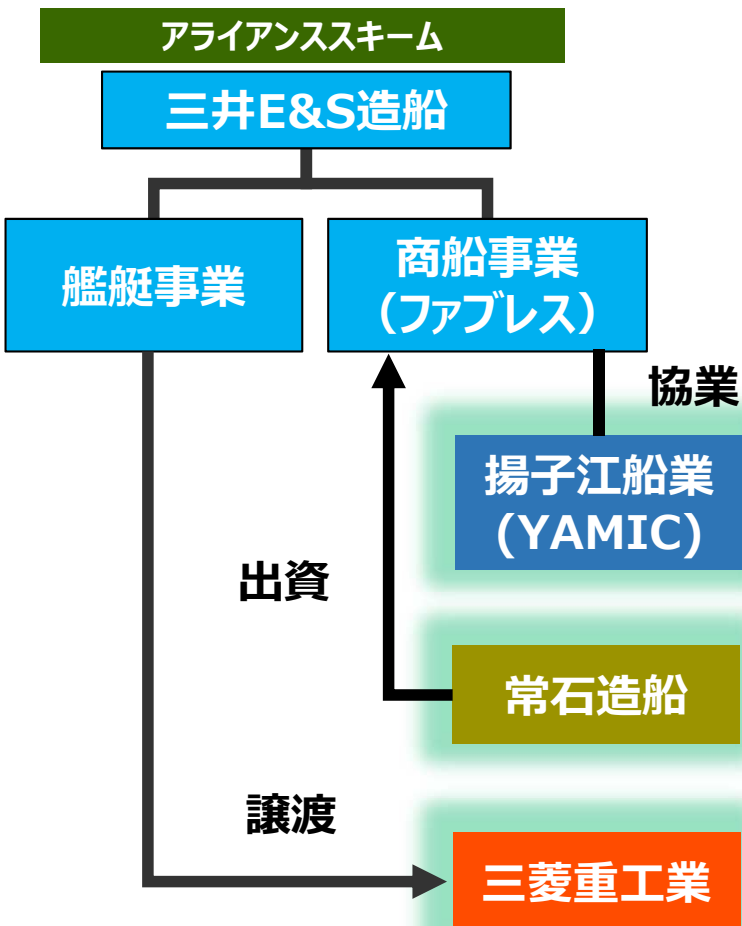 アライアンススキーム
三井E&S造船
艦艇事業
商船事業
（ファブレス）
協業
揚子江船業
(YAMIC)
出資
常石造船
譲渡
三菱重工業